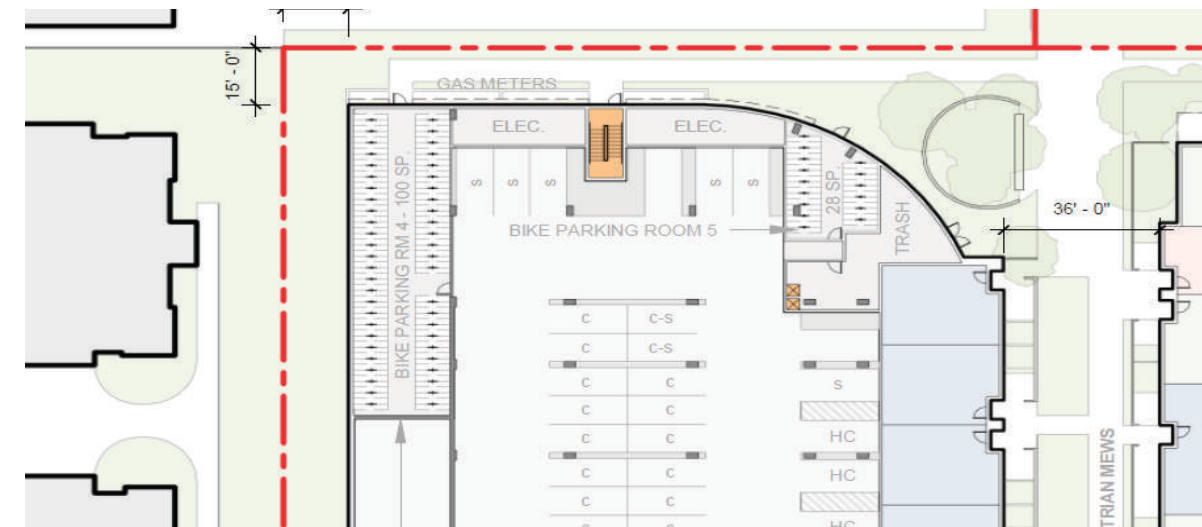 15' - 0"
GAS METERS
ELEC.
ELEC.
S
S
S
S
S
BIKE PARKING RM 4 - 100 SP.
28 SP.
BIKE PARKING ROOM 5
TRASH
36' - 0"
C
C-S
C
C-S
C
C
S
C
C
C
C
HC
C
C
HC
C
C
C
C
HC
TRIAN MEWS